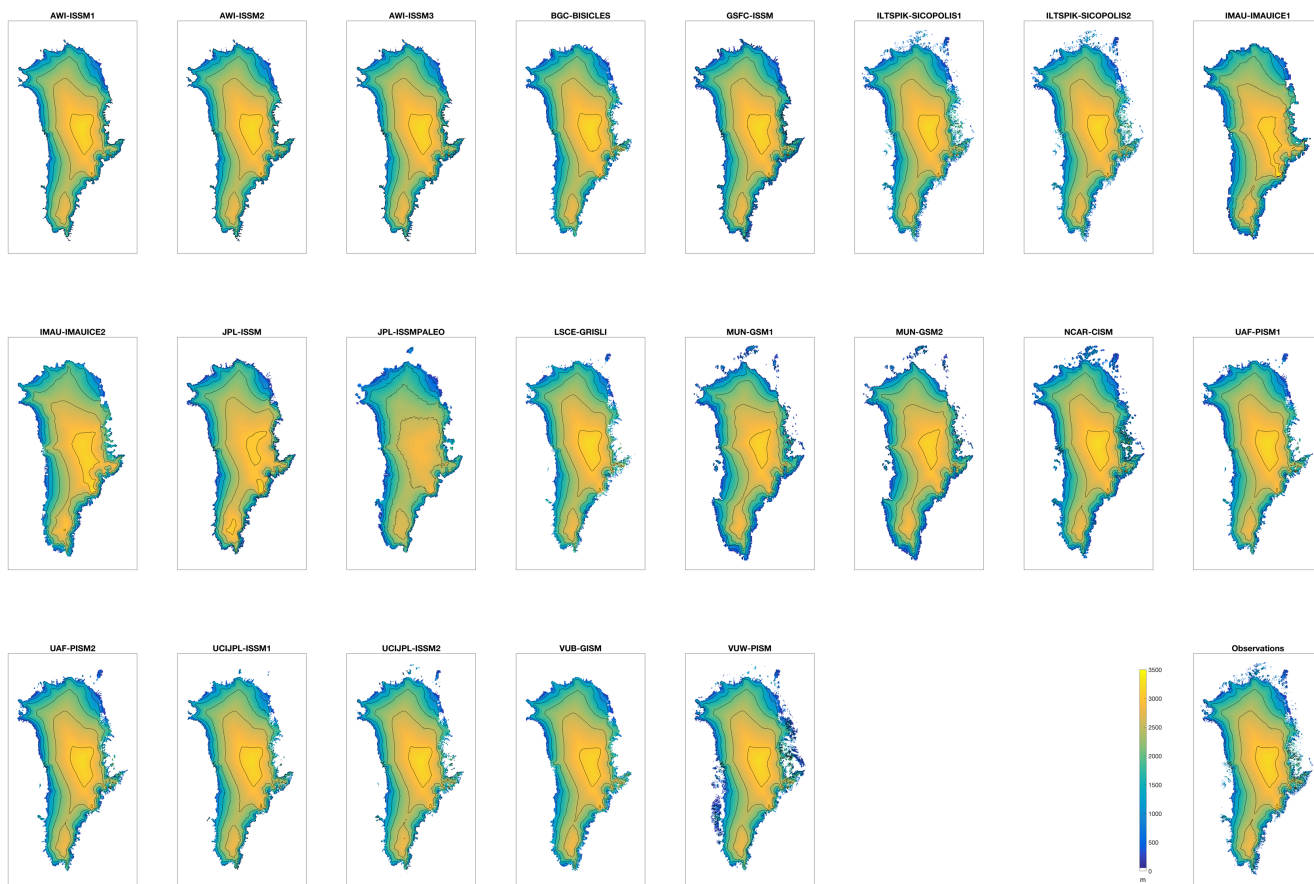 AWI-ISSM1
AWI-ISSM2
AWI-ISSM3
BGC-BISICLES
GSFC-ISSM
ILTSPIK-SICOPOLIS1
ILTSPIK-SICOPOLIS2
IMAU-IMAUICE1
IMAU-IMAUICE2
JPL-ISSM
JPL-ISSMPALEO
LSCE-GRISLI
MUN-GSM1
MUN-GSM2
NCAR-CISM
UAF-PISM1
UAF-PISM2
UCIJPL-ISSM1
UCIJPL-ISSM2
VUB-GISM
VUW-PISM
Observations
3500
3000
2500
2000
1500
1000
500
0
m